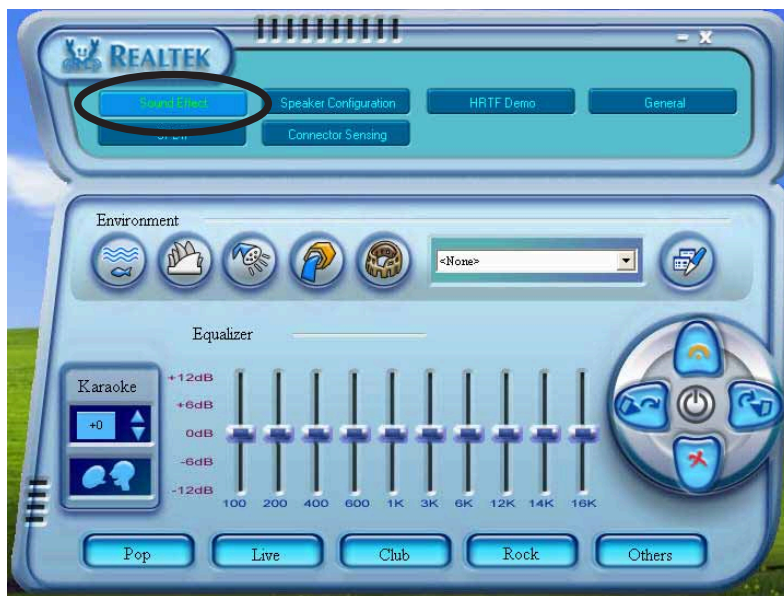 REALTEK
- X
Sound Effect
Speaker Configuration
HRTF Demo
General
Connector Sensing
Environment
<None>
Equalizer
Karaoke
+0
+12dB
+6dB
0dB
-6dB
-12dB
100 200 400 600 1K 3K 6K 12K 14K 16K
Pop
Live
Club
Rock
Others